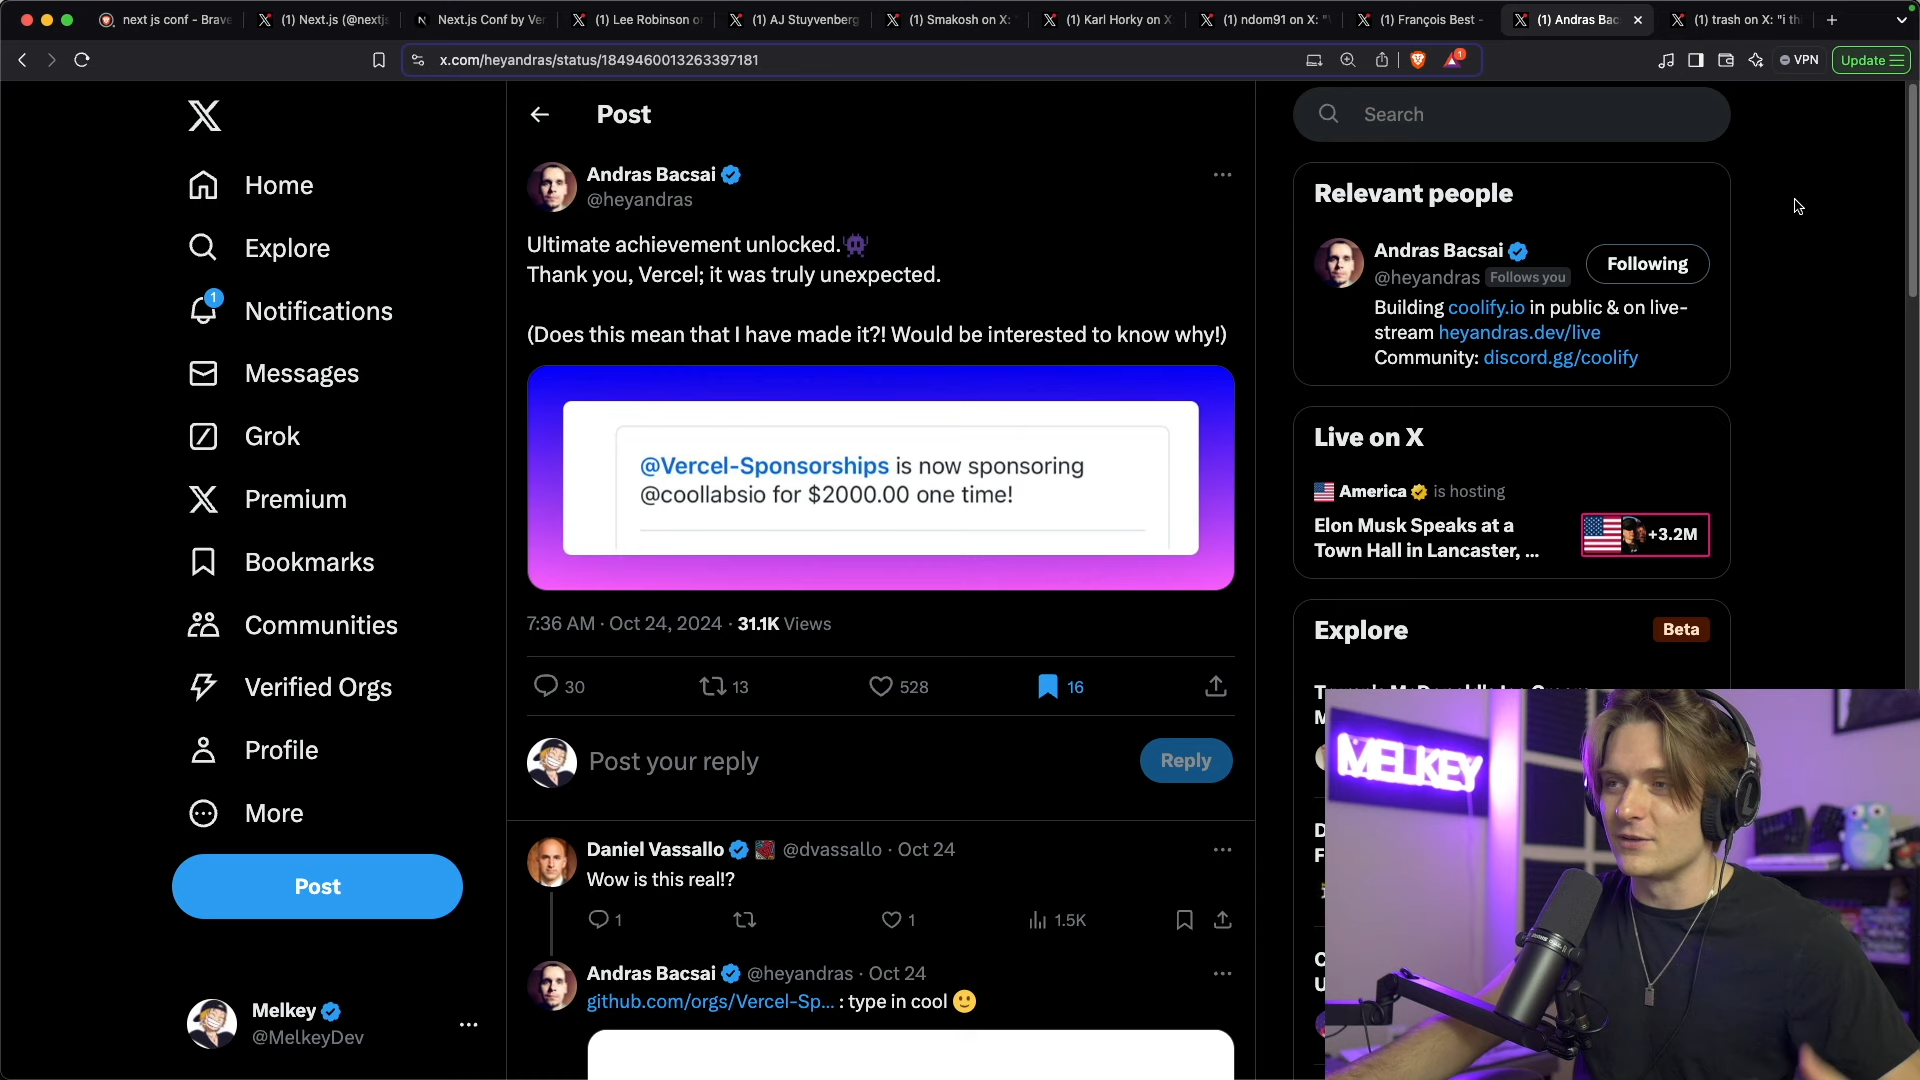 next js conf - Brave
(1) Next.js (@nextjs
Next.js Conf by Ver
(1) Lee Robinson o
(1) AJ Stuyvenberg
(1) Smakosh on X:
(1) Karl Horky on X
(1) ndom91 on X: "
(1) François Best -
(1) Andras Bac
(1) trash on X: "i th
x.com/heyandras/status/1849460013263397181
1
VPN
Update
Post
Search
Home
Explore
1
Notifications
Messages
Grok
Premium
Bookmarks
Communities
Verified Orgs
Profile
More
Post
Melkey
@MelkeyDev
Andras Bacsai
@heyandras
Ultimate achievement unlocked.
Thank you, Vercel; it was truly unexpected.
(Does this mean that I have made it?! Would be interested to know why!)
@Vercel-Sponsorships is now sponsoring
@coollabsio for $2000.00 one time!
7:36 AM · Oct 24, 2024 · 31.1K Views
30 13 528 16
Post your reply
Reply
Daniel Vassallo @dvassallo · Oct 24
Wow is this real!?
1 1 1.5K
Andras Bacsai @heyandras · Oct 24
github.com/orgs/Vercel-Sp... : type in cool
Relevant people
Andras Bacsai
@heyandras Follows you
Following
Building coolify.io in public & on live-
stream heyandras.dev/live
Community: discord.gg/coolify
Live on X
America is hosting
Elon Musk Speaks at a
Town Hall in Lancaster, ...
+3.2M
Explore
Beta
MELKEY